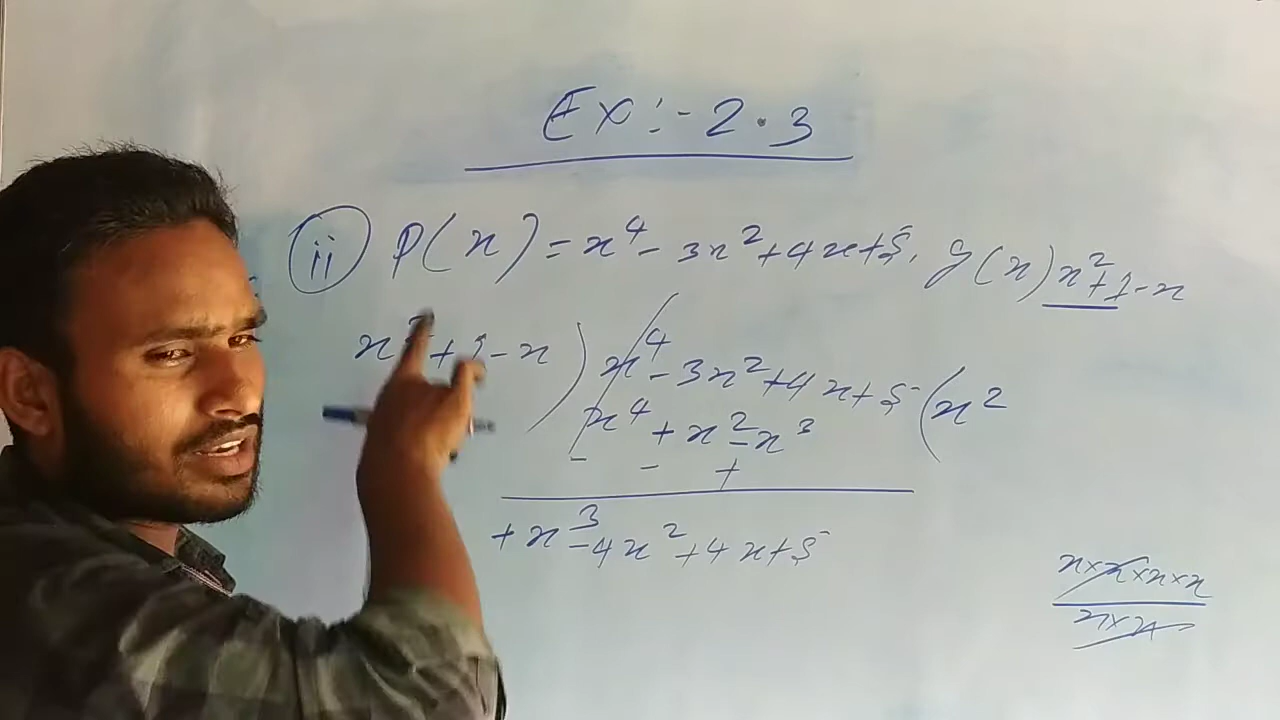 Ex:- 2.3
(ii) P(x) = x⁴ - 3x² + 4x + 5, g(x) x² + 1 - x
x² + 1 - x ) x⁴ - 3x² + 4x + 5 ( x²
x⁴ + x² - x³
- - +
+ x³ - 4x² + 4x + 5
x × x × x × x
x × x